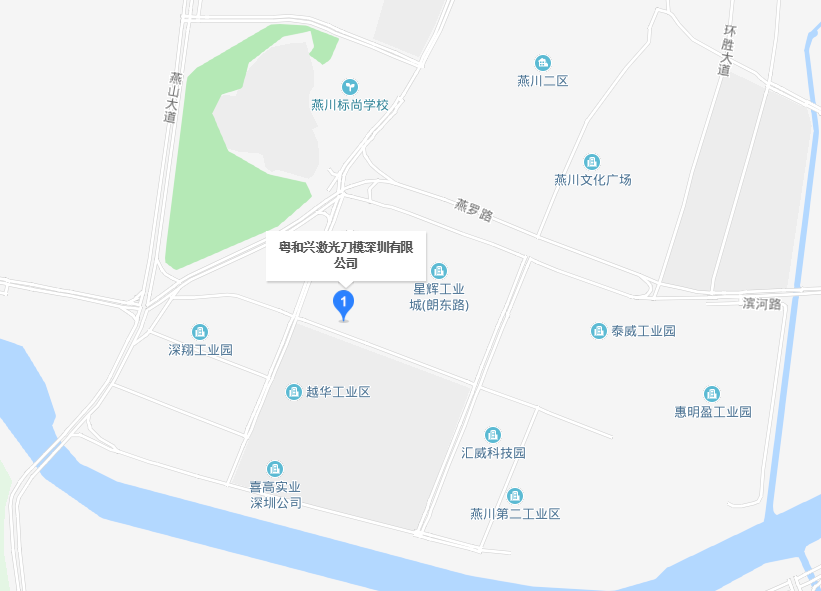 环胜大道
燕川二区
燕山大道
燕川标尚学校
燕川文化广场
燕罗路
粤和兴激光刀模深圳有限
公司
星辉工业
城(朗东路)
1
滨河路
泰威工业园
深翔工业园
越华工业区
惠明盈工业园
汇威科技园
喜高实业
深圳公司
燕川第二工业区